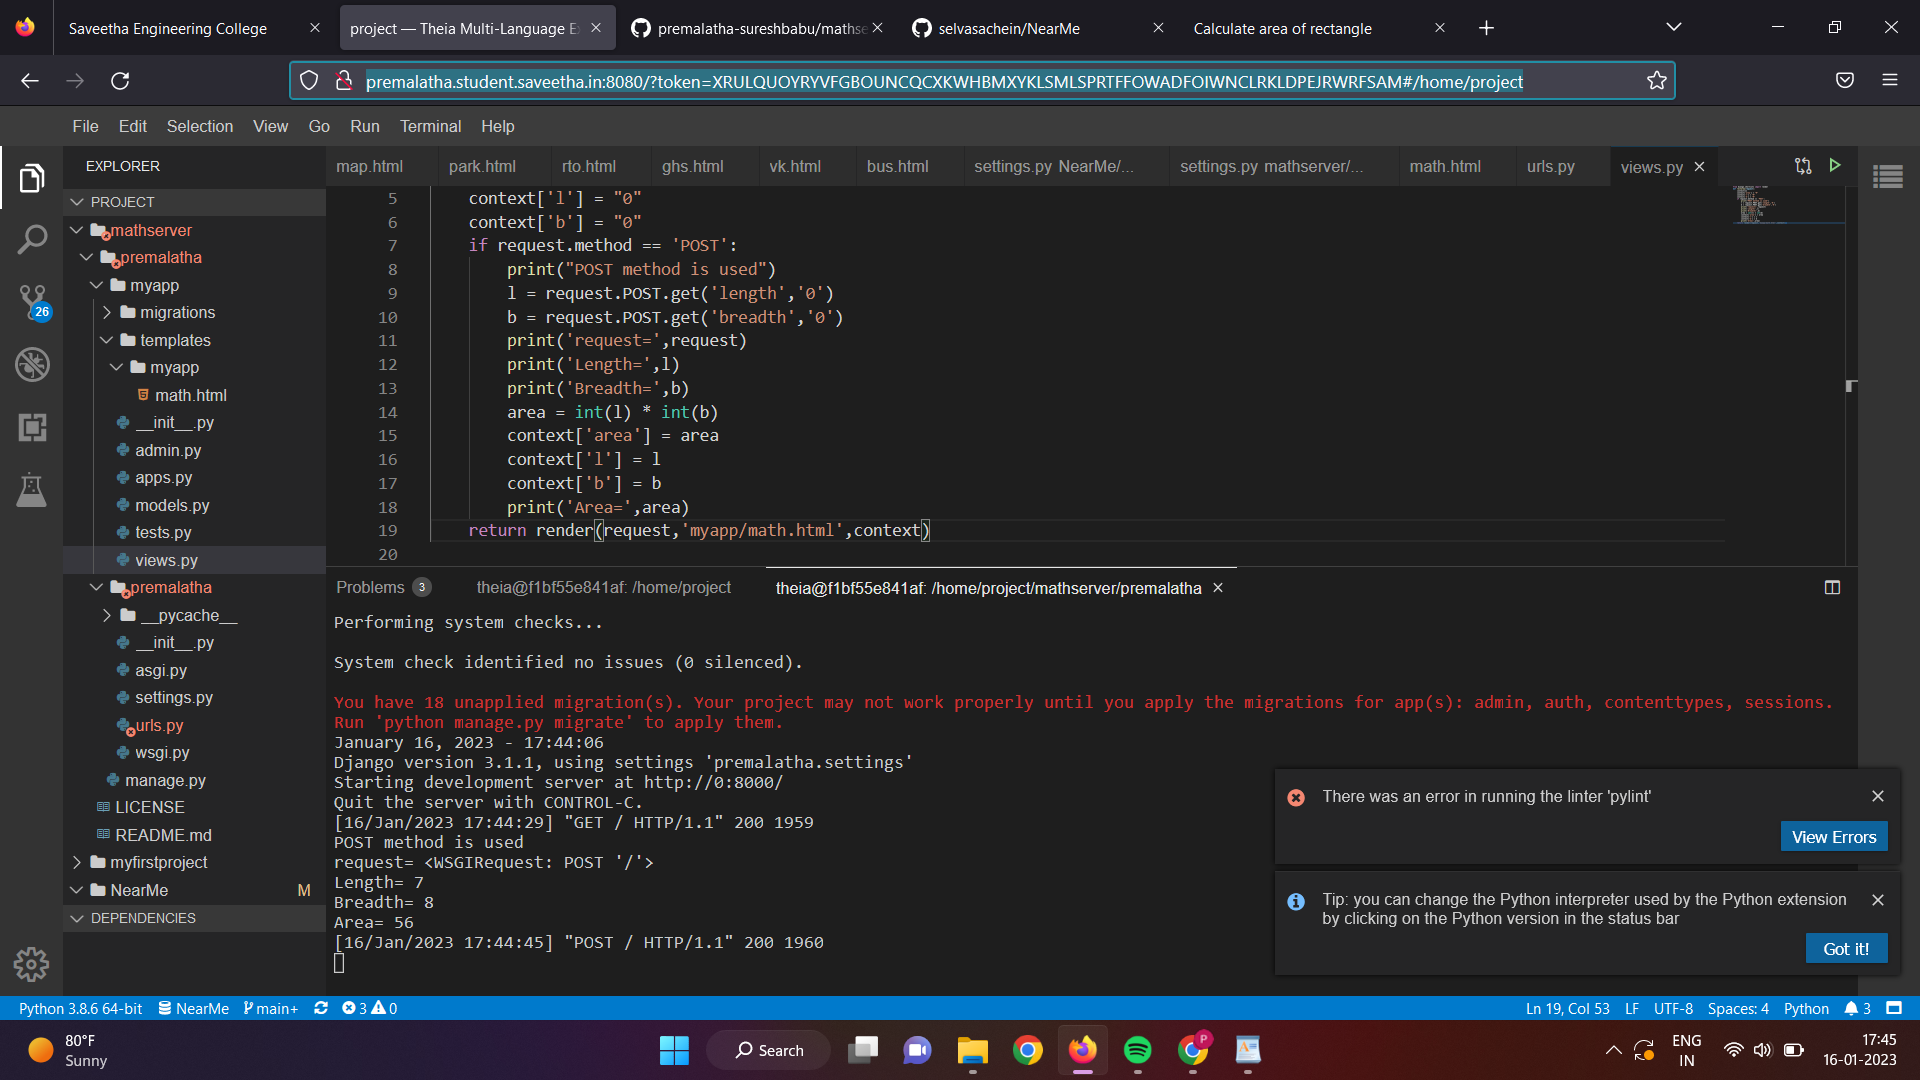 Saveetha Engineering College
project — Theia Multi-Language E
premalatha-sureshbabu/mathse
selvasachein/NearMe
Calculate area of rectangle
premalatha.student.saveetha.in:8080/?token=XRULQUOYRYVFGBOUNCQCXKWHBMXYKLSMLSPRTFFOWADFOIWNCLRKLDPEJRWRFSAM#/home/project
File Edit Selection View Go Run Terminal Help
EXPLORER
PROJECT
mathserver
premalatha
myapp
migrations
templates
myapp
math.html
__init__.py
admin.py
apps.py
models.py
tests.py
views.py
premalatha
__pycache__
__init__.py
asgi.py
settings.py
urls.py
wsgi.py
manage.py
LICENSE
README.md
myfirstproject
NearMe M
DEPENDENCIES
26
map.html park.html rto.html ghs.html vk.html bus.html settings.py NearMe/... settings.py mathserver/... math.html urls.py views.py
5 context['l'] = "0"
6 context['b'] = "0"
7 if request.method == 'POST':
8 print("POST method is used")
9 l = request.POST.get('length','0')
10 b = request.POST.get('breadth','0')
11 print('request=',request)
12 print('Length=',l)
13 print('Breadth=',b)
14 area = int(l) * int(b)
15 context['area'] = area
16 context['l'] = l
17 context['b'] = b
18 print('Area=',area)
19 return render(request,'myapp/math.html',context)
20
Problems 3 theia@f1bf55e841af: /home/project theia@f1bf55e841af: /home/project/mathserver/premalatha
Performing system checks...
System check identified no issues (0 silenced).
You have 18 unapplied migration(s). Your project may not work properly until you apply the migrations for app(s): admin, auth, contenttypes, sessions.
Run 'python manage.py migrate' to apply them.
January 16, 2023 - 17:44:06
Django version 3.1.1, using settings 'premalatha.settings'
Starting development server at http://0:8000/
Quit the server with CONTROL-C.
[16/Jan/2023 17:44:29] "GET / HTTP/1.1" 200 1959
POST method is used
request= <WSGIRequest: POST '/'>
Length= 7
Breadth= 8
Area= 56
[16/Jan/2023 17:44:45] "POST / HTTP/1.1" 200 1960
There was an error in running the linter 'pylint'
View Errors
Tip: you can change the Python interpreter used by the Python extension
by clicking on the Python version in the status bar
Got it!
Python 3.8.6 64-bit NearMe main+ 3 0 Ln 19, Col 53 LF UTF-8 Spaces: 4 Python 3
80°F
Sunny
Search
P
ENG
IN
17:45
16-01-2023